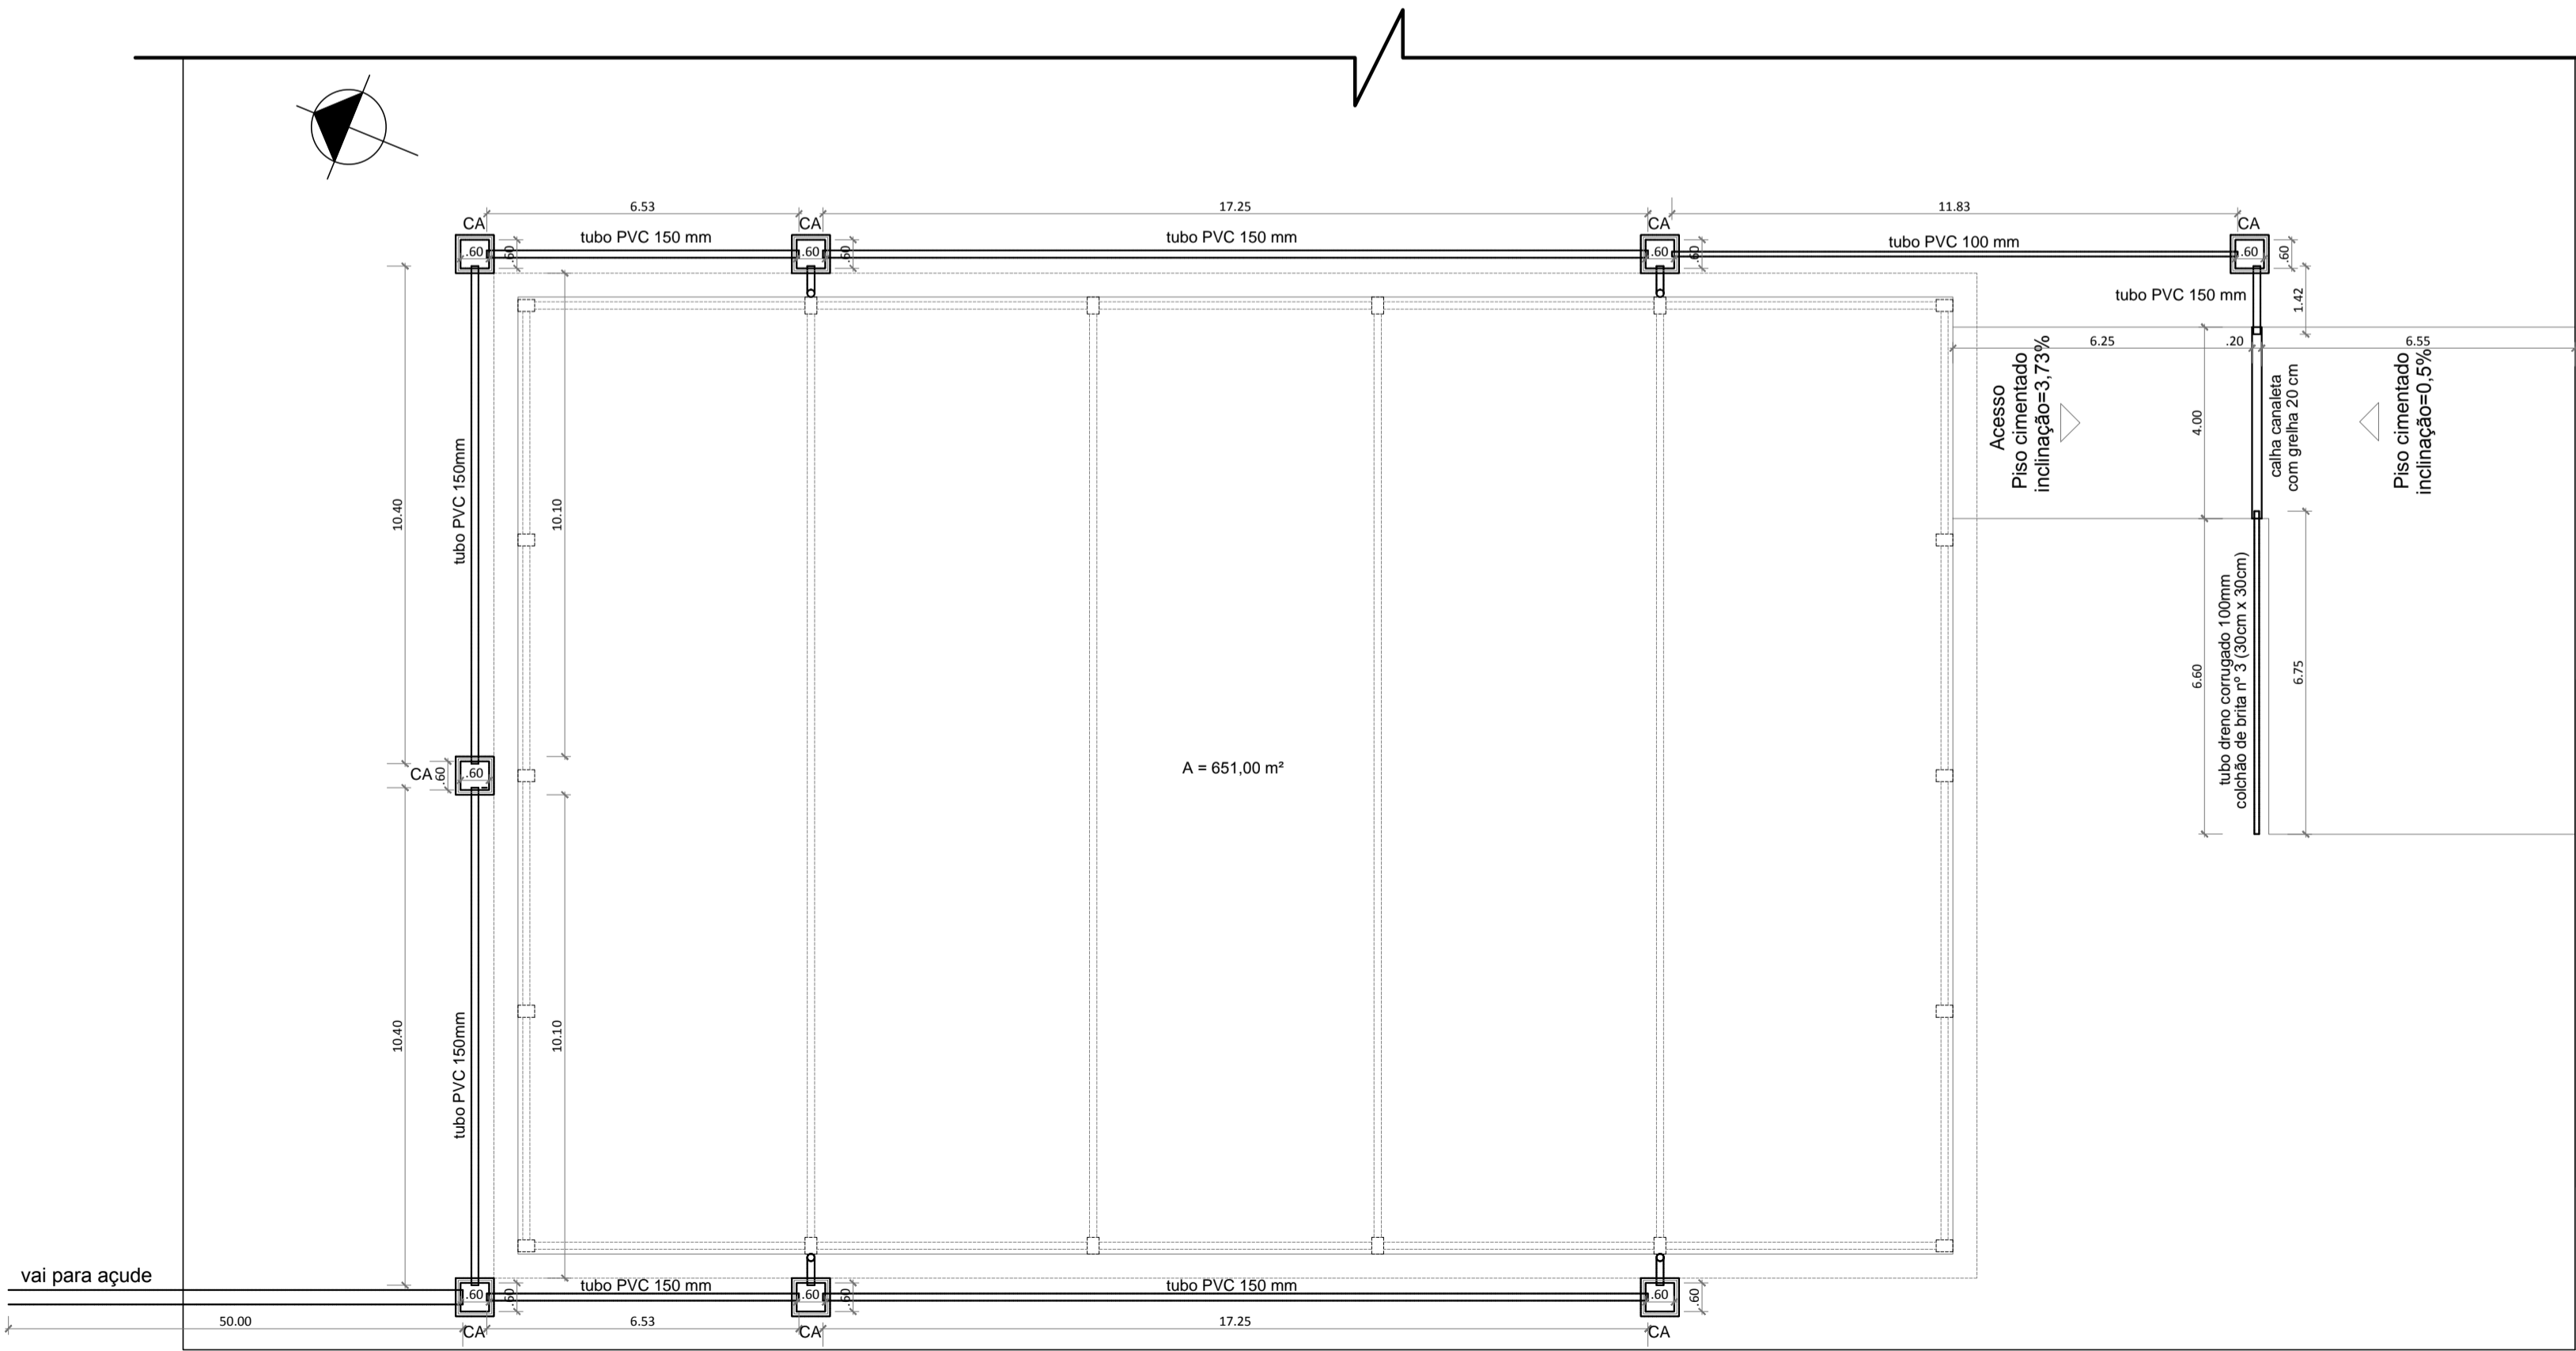 6.53
17.25
11.83
CA
CA
CA
CA
tubo PVC 150 mm
tubo PVC 150 mm
tubo PVC 100 mm
.60
.60
.60
.60
.60
.60
.60
.60
tubo PVC 150 mm
1.42
6.25
.20
6.55
Acesso
Piso cimentado
inclinação=3,73%
4.00
calha canaleta
com grelha 20 cm
Piso cimentado
inclinação=0,5%
10.40
tubo PVC 150mm
10.10
tubo dreno corrugado 100mm
colchão de brita nº 3 (30cm x 30cm)
6.60
6.75
CA
.60
.60
A = 651,00 m²
10.40
tubo PVC 150mm
10.10
vai para açude
tubo PVC 150 mm
tubo PVC 150 mm
.60
.60
.60
.60
.60
.60
50.00
6.53
17.25
CA
CA
CA